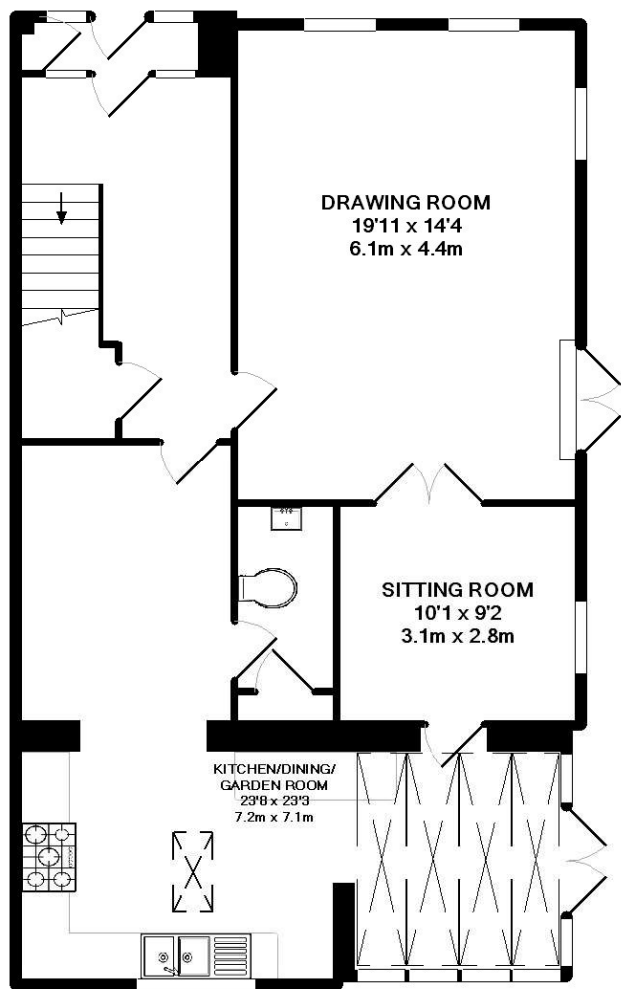 DRAWING ROOM
19'11 x 14'4
6.1m x 4.4m
SITTING ROOM
10'1 x 9'2
3.1m x 2.8m
KITCHEN/DINING/
GARDEN ROOM
23'8 x 23'3
7.2m x 7.1m